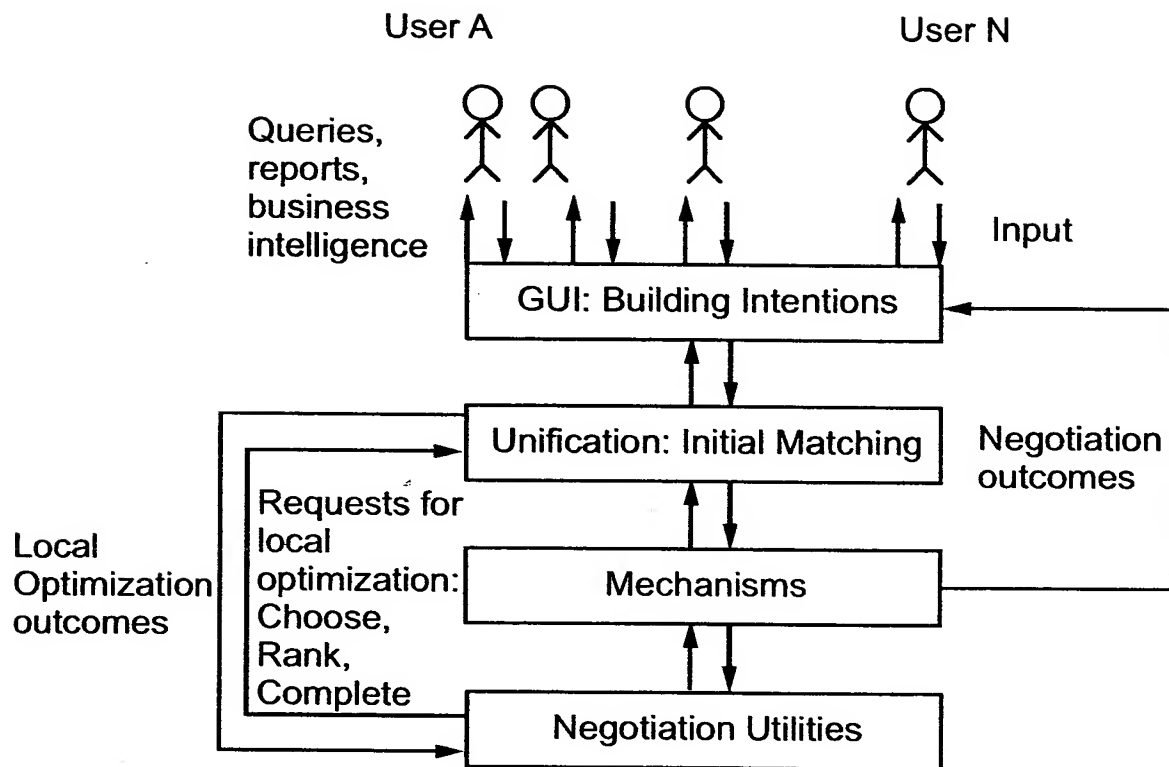 User A
User N
Queries,
reports,
business
intelligence
Input
GUI: Building Intentions
Unification: Initial Matching
Negotiation
outcomes
Requests for
local
optimization:
Choose,
Rank,
Complete
Local
Optimization
outcomes
Mechanisms
Negotiation Utilities